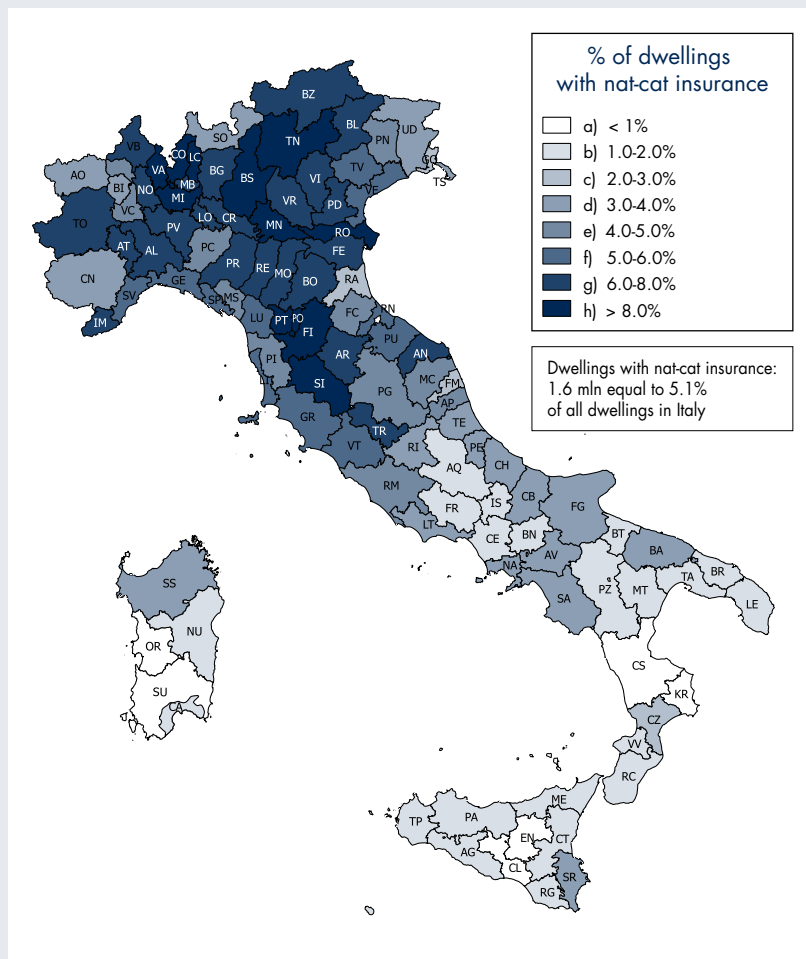 % of dwellings
with nat-cat insurance
a) < 1%
b) 1.0-2.0%
c) 2.0-3.0%
d) 3.0-4.0%
e) 4.0-5.0%
f) 5.0-6.0%
g) 6.0-8.0%
h) > 8.0%
Dwellings with nat-cat insurance:
1.6 mln equal to 5.1%
of all dwellings in Italy
BZ
BL
UD
PN
TN
SO
VB
CO
LC
VA
BG
BS
TV
GO
TS
AO
BI
NO
MB
MI
VI
VR
PD
VC
TO
LO
CR
MN
RO
PV
AT
AL
PC
FE
PR
RE
MO
BO
CN
GE
RA
SV
SP
MS
FC
RN
IM
LU
PT
PO
FI
PU
AN
AR
PI
MC
FM
SI
PG
AP
GR
TR
TE
VT
RI
PE
AQ
CH
RM
IS
CB
FG
FR
LT
CE
BN
BT
BA
NA
AV
BR
TA
SA
PZ
MT
LE
SS
NU
OR
SU
CA
CS
KR
CZ
VV
RC
ME
TP
PA
EN
CT
AG
CL
SR
RG